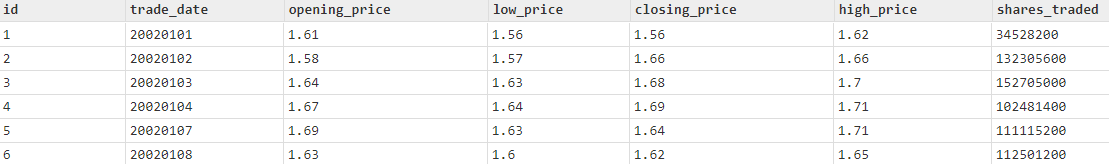 id trade_date opening_price low_price closing_price high_price shares_traded
1 20020101 1.61 1.56 1.56 1.62 34528200
2 20020102 1.58 1.57 1.66 1.66 132305600
3 20020103 1.64 1.63 1.68 1.7 152705000
4 20020104 1.67 1.64 1.69 1.71 102481400
5 20020107 1.69 1.63 1.64 1.71 111115200
6 20020108 1.63 1.6 1.62 1.65 112501200